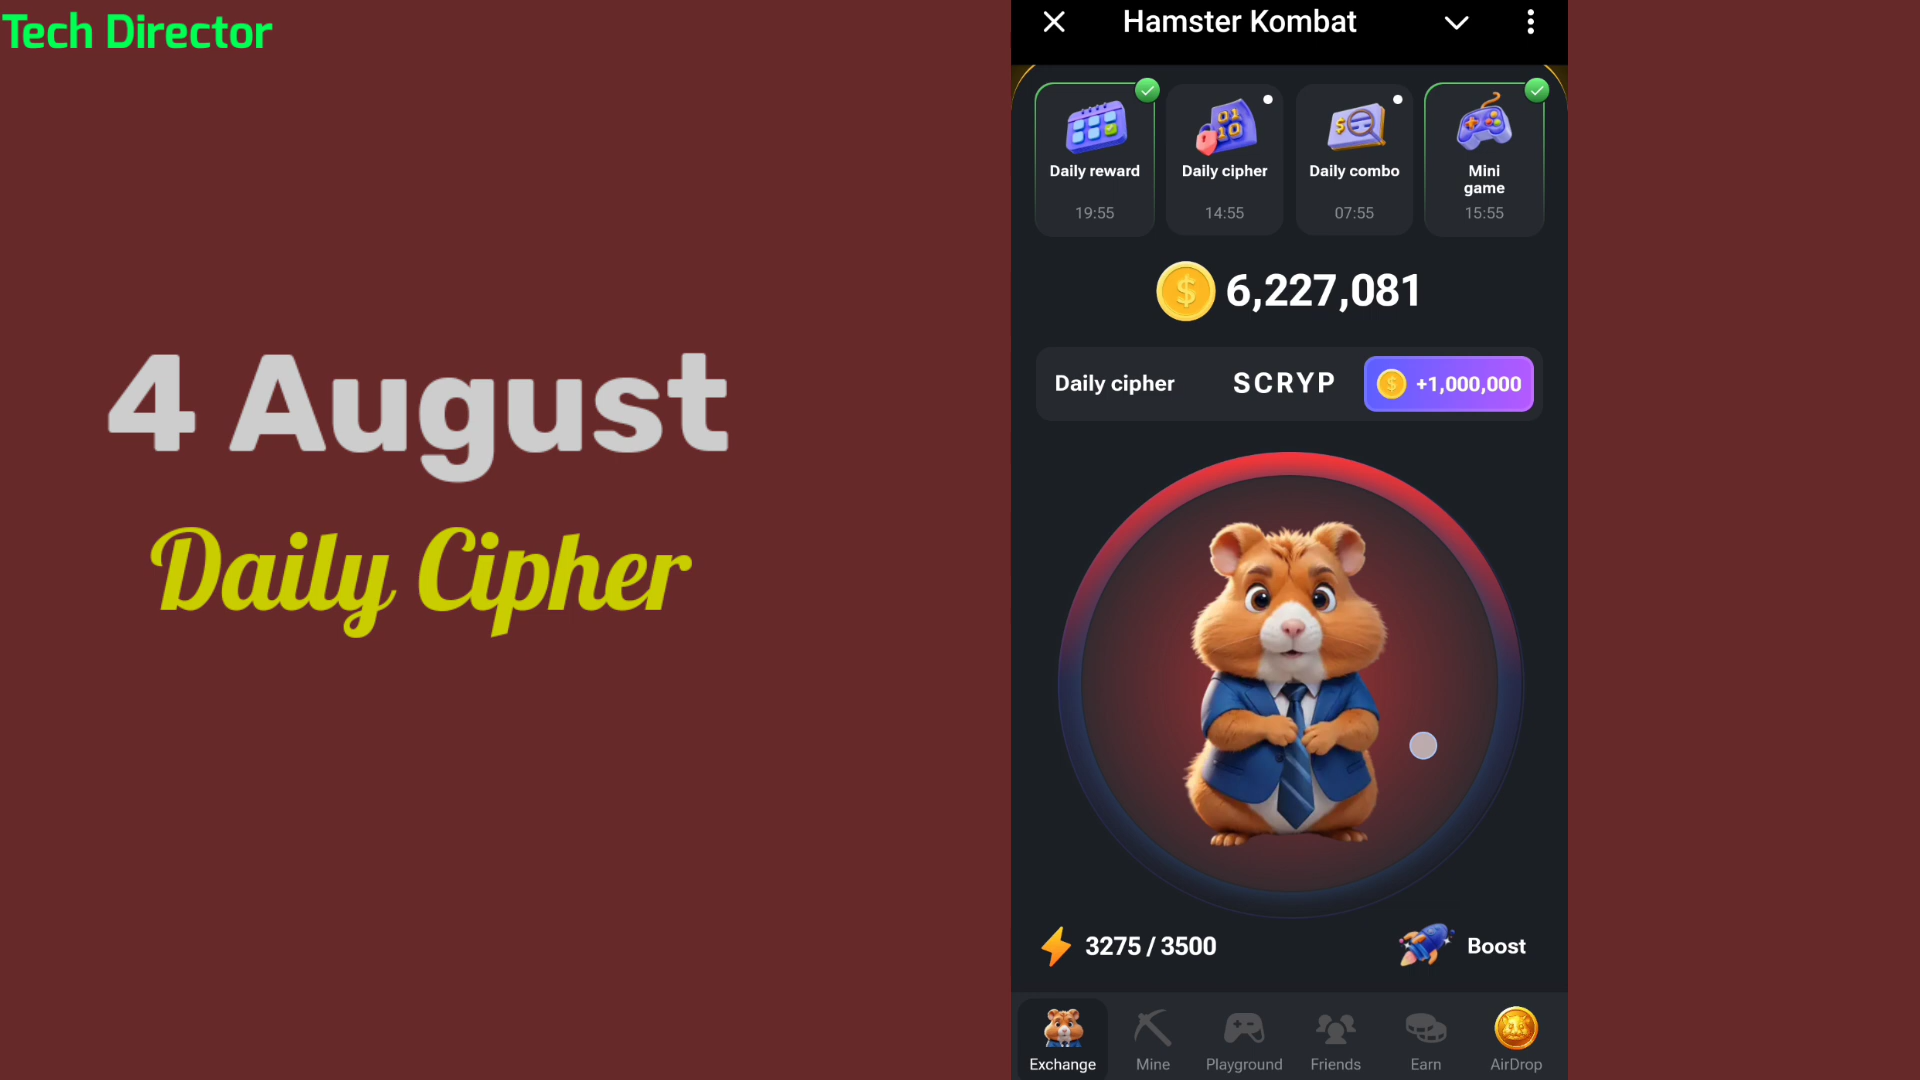 Tech Director
4 August
Daily Cipher
Hamster Kombat
Daily reward
19:55
Daily cipher
14:55
Daily combo
07:55
Mini
game
15:55
6,227,081
Daily cipher SCRYP +1,000,000
3275 / 3500
Boost
Exchange
Mine
Playground
Friends
Earn
AirDrop